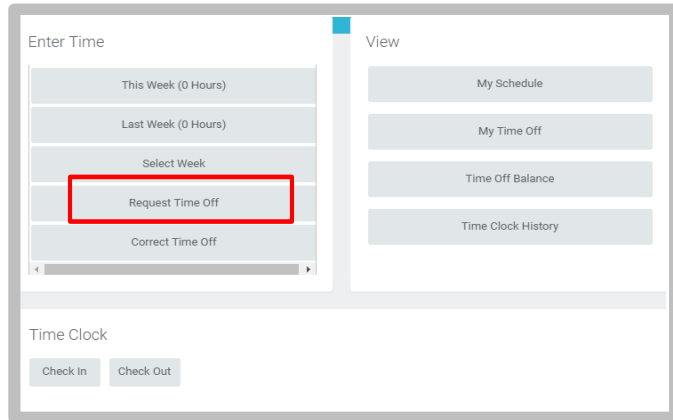 Enter Time
This Week (0 Hours)
Last Week (0 Hours)
Select Week
Request Time Off
Correct Time Off
View
My Schedule
My Time Off
Time Off Balance
Time Clock History
Time Clock
Check In
Check Out